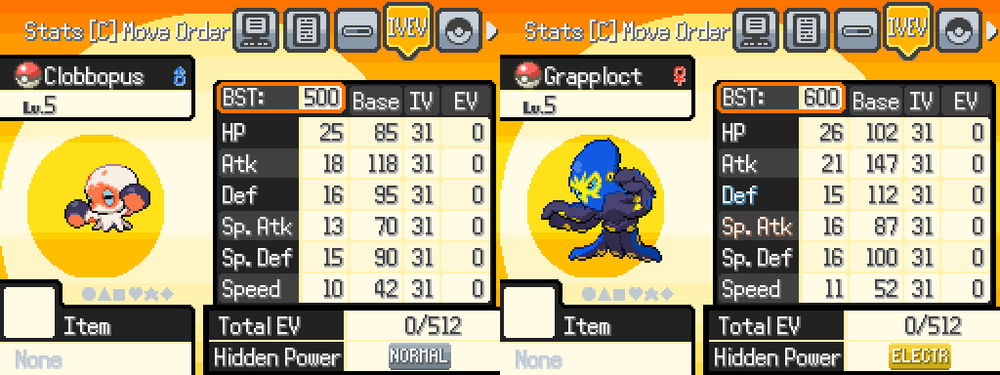 Stats [C]Move Order IVEV
Clobbopus
Lv.5
BST: 500 Base IV EV
HP 25 85 31 0
Atk 18 118 31 0
Def 16 95 31 0
Sp. Atk 13 70 31 0
Sp. Def 15 90 31 0
Speed 10 42 31 0
Item
None
Total EV 0/512
Hidden Power NORMAL
Stats [C]Move Order IVEV
Grapploct
Lv.5
BST: 600 Base IV EV
HP 26 102 31 0
Atk 21 147 31 0
Def 15 112 31 0
Sp. Atk 16 87 31 0
Sp. Def 16 100 31 0
Speed 11 52 31 0
Item
None
Total EV 0/512
Hidden Power ELECTR